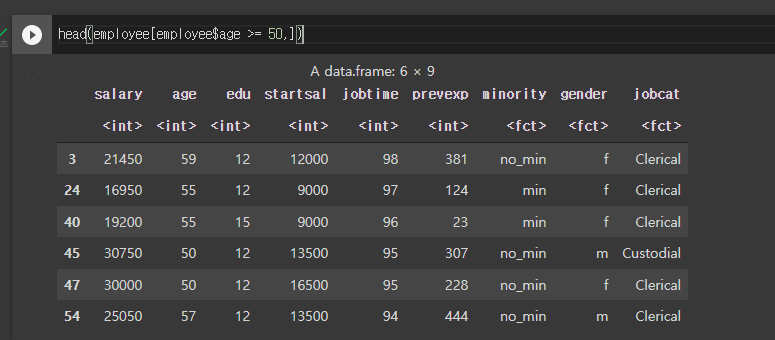 head(employee[employee$age >= 50,])
A data.frame: 6 × 9
salary age edu startsal jobtime prevexp minority gender jobcat
<int> <int> <int> <int> <int> <int> <fct> <fct> <fct>
3 21450 59 12 12000 98 381 no_min f Clerical
24 16950 55 12 9000 97 124 min f Clerical
40 19200 55 15 9000 96 23 min f Clerical
45 30750 50 12 13500 95 307 no_min m Custodial
47 30000 50 12 16500 95 228 no_min f Clerical
54 25050 57 12 13500 94 444 no_min m Clerical